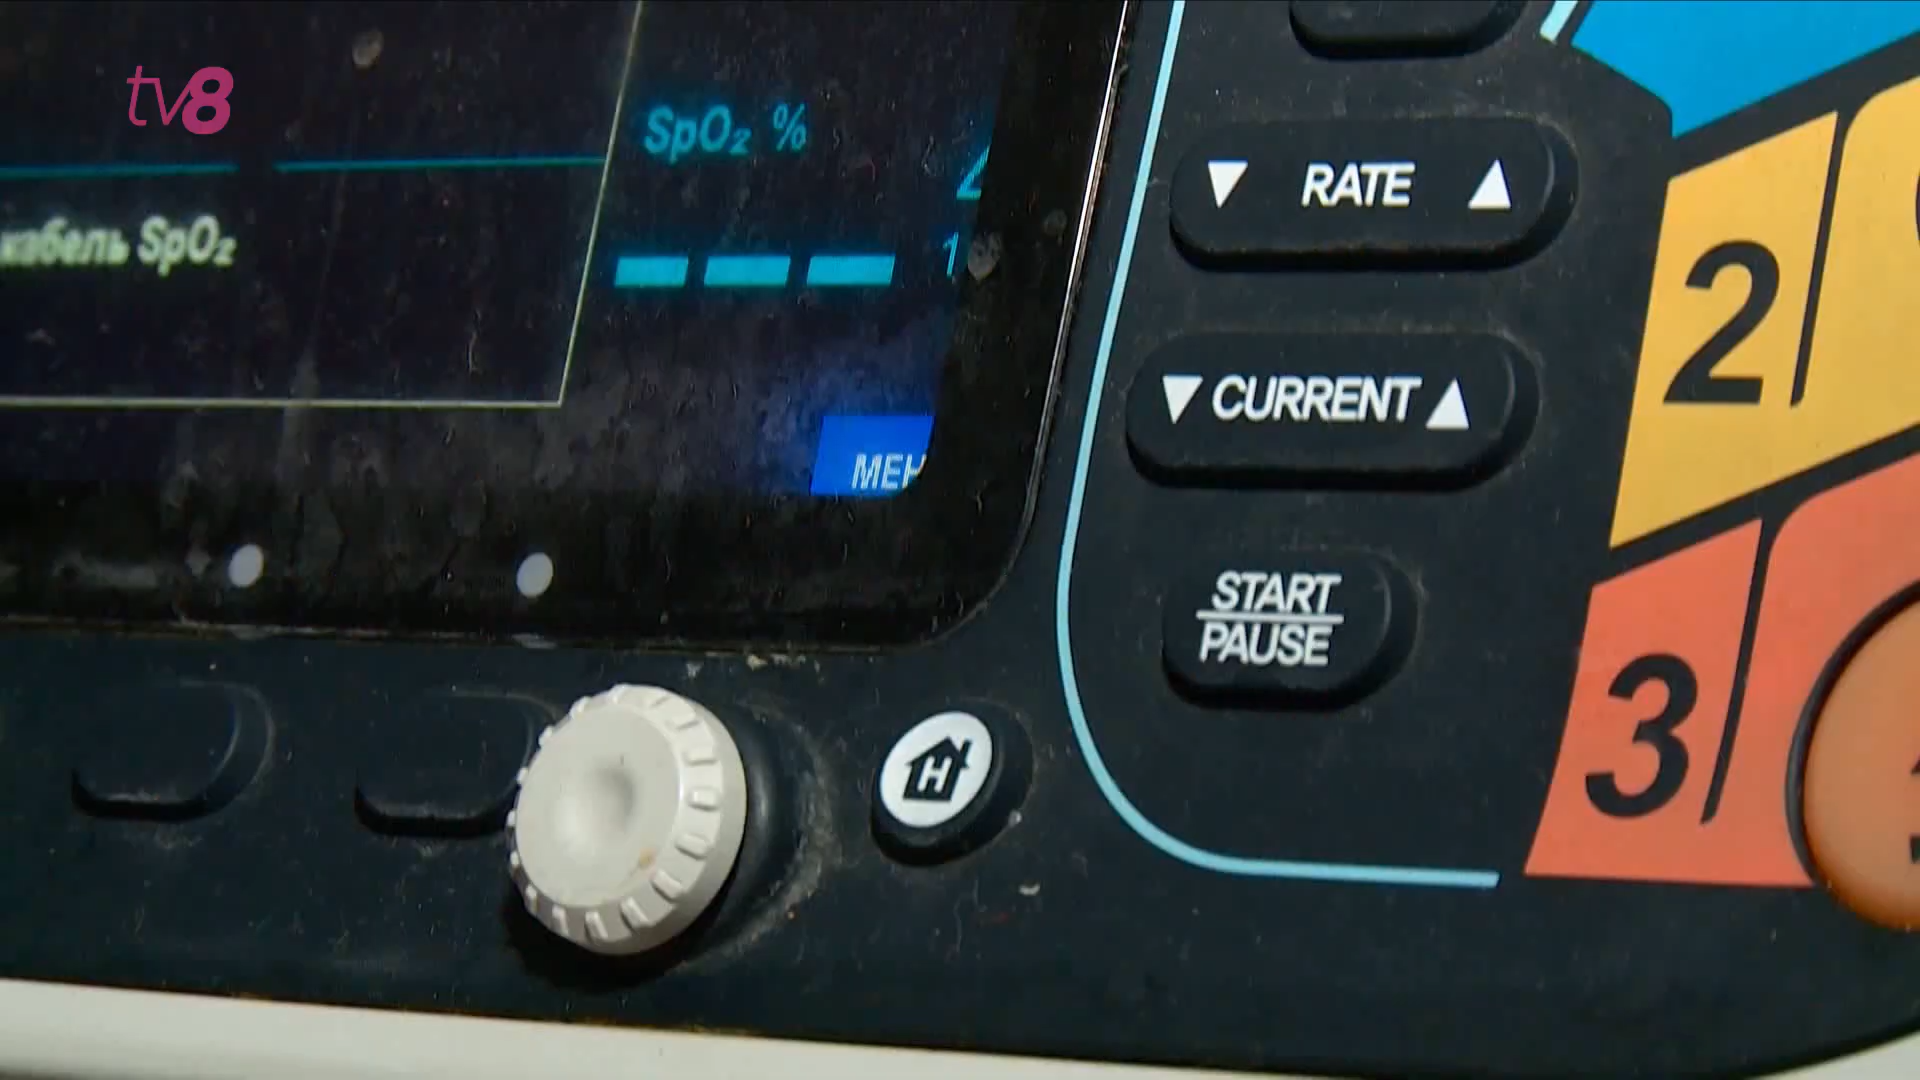 tv8
SpO₂ %
кабель SpO₂
МЕН
RATE
CURRENT
START
PAUSE
H
2
3